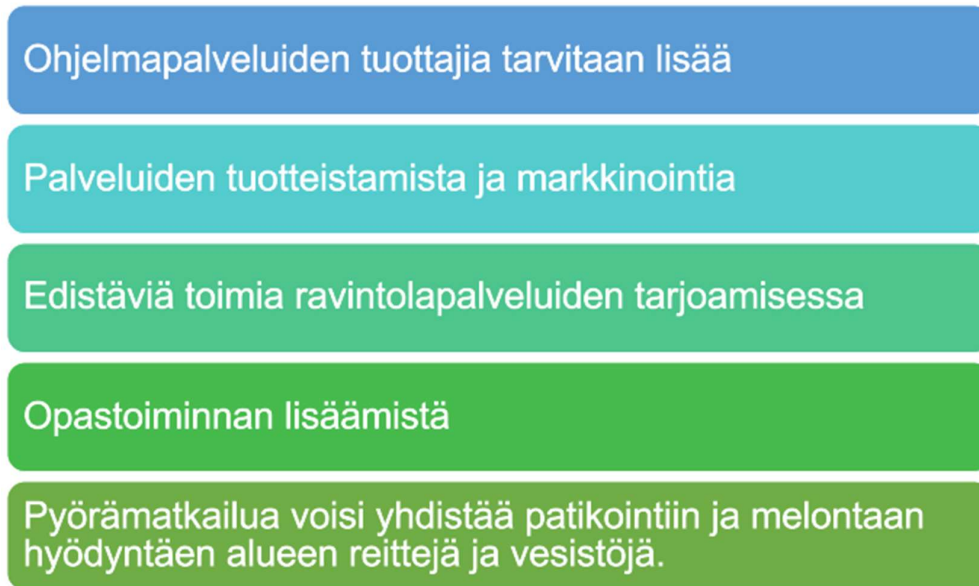 Ohjelmapalveluiden tuottajia tarvitaan lisää
Palveluiden tuotteistamista ja markkinointia
Edistäviä toimia ravintolapalveluiden tarjoamisessa
Opastoiminnan lisäämistä
Pyörämatkailua voisi yhdistää patikointiin ja melontaan
hyödyntäen alueen reittejä ja vesistöjä.